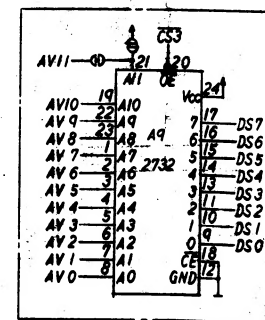 CS3
AV11 21 20
A11 OE
Vcc 24
AV10 19 A10 7 17 DS7
AV9 22 A9 A9 6 16 DS6
AV8 23 A8 5 15 DS5
AV7 1 A7 2732 4 14 DS4
AV6 2 A6 3 13 DS3
AV5 3 A5 2 11 DS2
AV4 4 A4 1 10 DS1
AV3 5 A3 0 9 DS0
AV2 6 A2 CE 18
AV1 7 A1 GND 12
AV0 8 A0